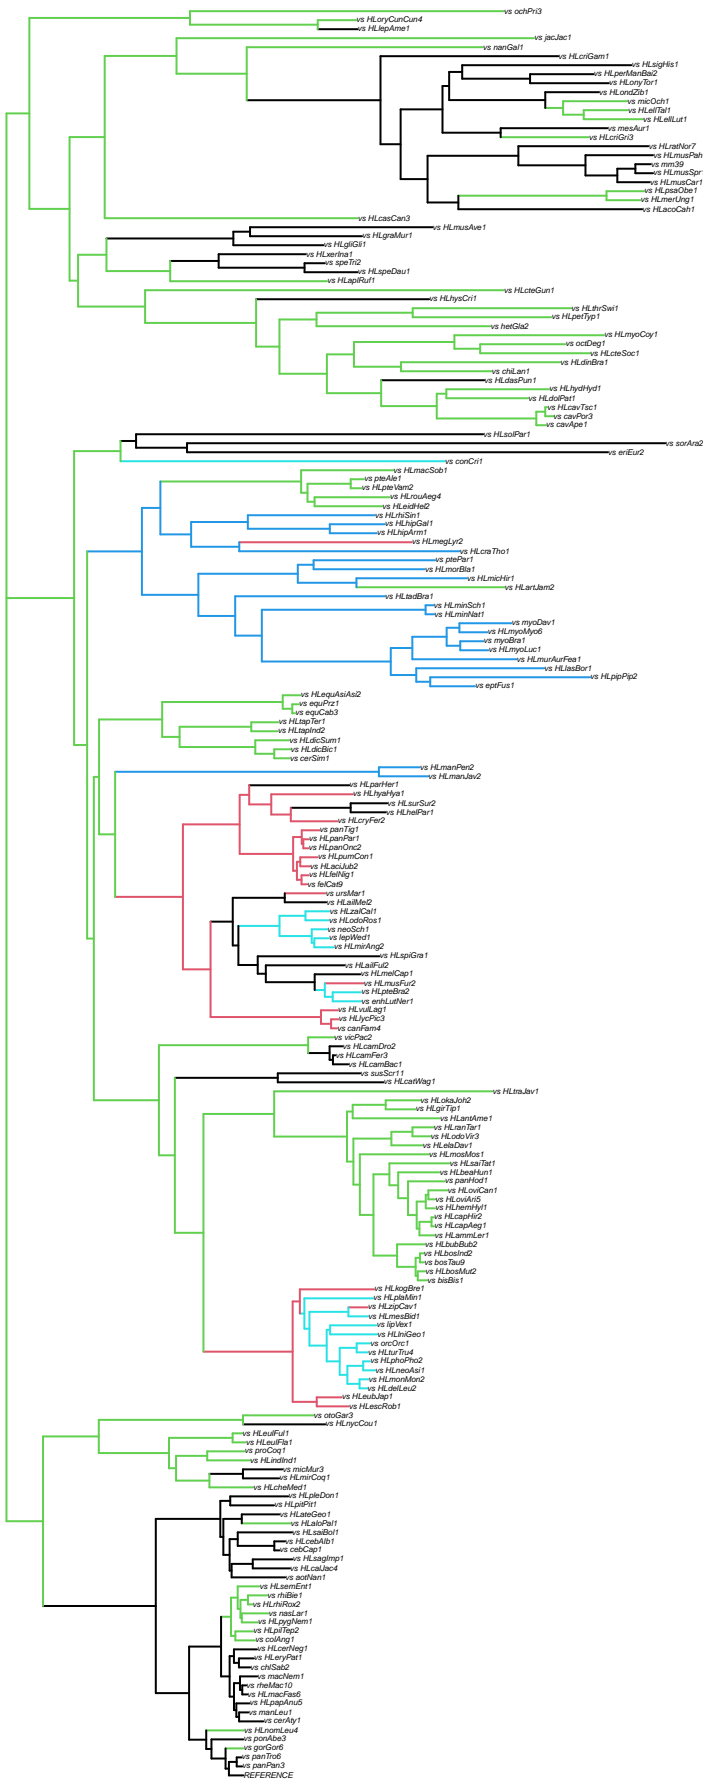 vs ochPri3
vs HLoryCunCun4
vs HLlepAme1
vs jacJac1
vs nanGal1
vs HLcriGam1
vs HLsigHis1
vs HLperManBai2
vs HLonyTor1
vs HLondZib1
vs micOch1
vs HLellTal1
vs HLellLut1
vs mesAur1
vs HLcriGri3
vs HLratNor7
vs HLmusPah
vs mm39
vs HLmusSpr
vs HLmusCar1
vs HLpsaObe1
vs HLmerUng1
vs HLacoCah1
vs HLcasCan3
vs HLmusAve1
vs HLgraMur1
vs HLgliGli1
vs HLxerIna1
vs speTri2
vs HLspeDau1
vs HLaplRuf1
vs HLcteGun1
vs HLhysCri1
vs HLthrSwi1
vs HLpetTyp1
vs hetGla2
vs HLmyoCoy1
vs octDeg1
vs HLcteSoc1
vs HLdinBra1
vs chiLan1
vs HLdasPun1
vs HLhydHyd1
vs HLdolPat1
vs HLcavTsc1
vs cavPor3
vs cavApe1
vs HLsolPar1
vs sorAra2
vs eriEur2
vs conCri1
vs HLmacSob1
vs pteAle1
vs HLpteVam2
vs HLrouAeg4
vs HLeidHel2
vs HLrhiSin1
vs HLhipGal1
vs HLhipArm1
vs HLmegLyr2
vs HLcraTho1
vs ptePar1
vs HLmorBla1
vs HLmicHir1
vs HLartJam2
vs HLtadBra1
vs HLminSch1
vs HLminNat1
vs myoDav1
vs HLmyoMyo6
vs myoBra1
vs HLmyoLuc1
vs HLmurAurFea1
vs HLlasBor1
vs HLpipPip2
vs eptFus1
vs HLequAsiAsi2
vs equPrz1
vs equCab3
vs HLtapTer1
vs HLtapInd2
vs HLdicSum1
vs HLdicBic1
vs cerSim1
vs HLmanPen2
vs HLmanJav2
vs HLparHer1
vs HLhyaHya1
vs HLsurSur2
vs HLhelPar1
vs HLcryFer2
vs panTig1
vs HLpanPar1
vs HLpanOnc2
vs HLpumCon1
vs HLaciJub2
vs HLfelNig1
vs felCat9
vs ursMar1
vs HLailMel2
vs HLzalCal1
vs HLodoRos1
vs neoSch1
vs lepWed1
vs HLmirAng2
vs HLspiGra1
vs HLailFul2
vs HLmelCap1
vs HLmusFur2
vs HLpteBra2
vs enhLutNer1
vs HLvulLag1
vs HLlycPic3
vs canFam4
vs vicPac2
vs HLcamDro2
vs HLcamFer3
vs HLcamBac1
vs susScr11
vs HLcatWag1
vs HLtraJav1
vs HLokaJoh2
vs HLgirTip1
vs HLantAme1
vs HLranTar1
vs HLodoVir3
vs HLelaDav1
vs HLmosMos1
vs HLsaiTat1
vs HLbeaHun1
vs panHod1
vs HLoviCan1
vs HLoviAri5
vs HLhemHyl1
vs HLcapHir2
vs HLcapAeg1
vs HLammLer1
vs HLbubBub2
vs HLbosInd2
vs bosTau9
vs HLbosMut2
vs bisBis1
vs HLkogBre1
vs HLplaMin1
vs HLzipCav1
vs HLmesBid1
vs lipVex1
vs HLIniGeo1
vs orcOrc1
vs HLturTru4
vs HLphoPho2
vs HLneoAsi1
vs HLmonMon2
vs HLdelLeu2
vs HLeubJap1
vs HLescRob1
vs otoGar3
vs HLnycCou1
vs HLeulFul1
vs HLeulFla1
vs proCoq1
vs HLindInd1
vs micMur3
vs HLmirCoq1
vs HLcheMed1
vs HLpleDon1
vs HLpitPit1
vs HLateGeo1
vs HLaloPal1
vs HLsaiBol1
vs HLcebAlb1
vs cebCap1
vs HLsagImp1
vs HLcalJac4
vs aotNan1
vs HLsemEnt1
vs rhiBie1
vs HLrhiRox2
vs nasLar1
vs HLpygNem1
vs HLpilTep2
vs colAng1
vs HLcerNeg1
vs HLeryPat1
vs chlSab2
vs macNem1
vs rheMac10
vs HLmacFas6
vs HLpapAnu5
vs manLeu1
vs cerAty1
vs HLnomLeu4
vs ponAbe3
vs gorGor6
vs panTro6
vs panPan3
REFERENCE